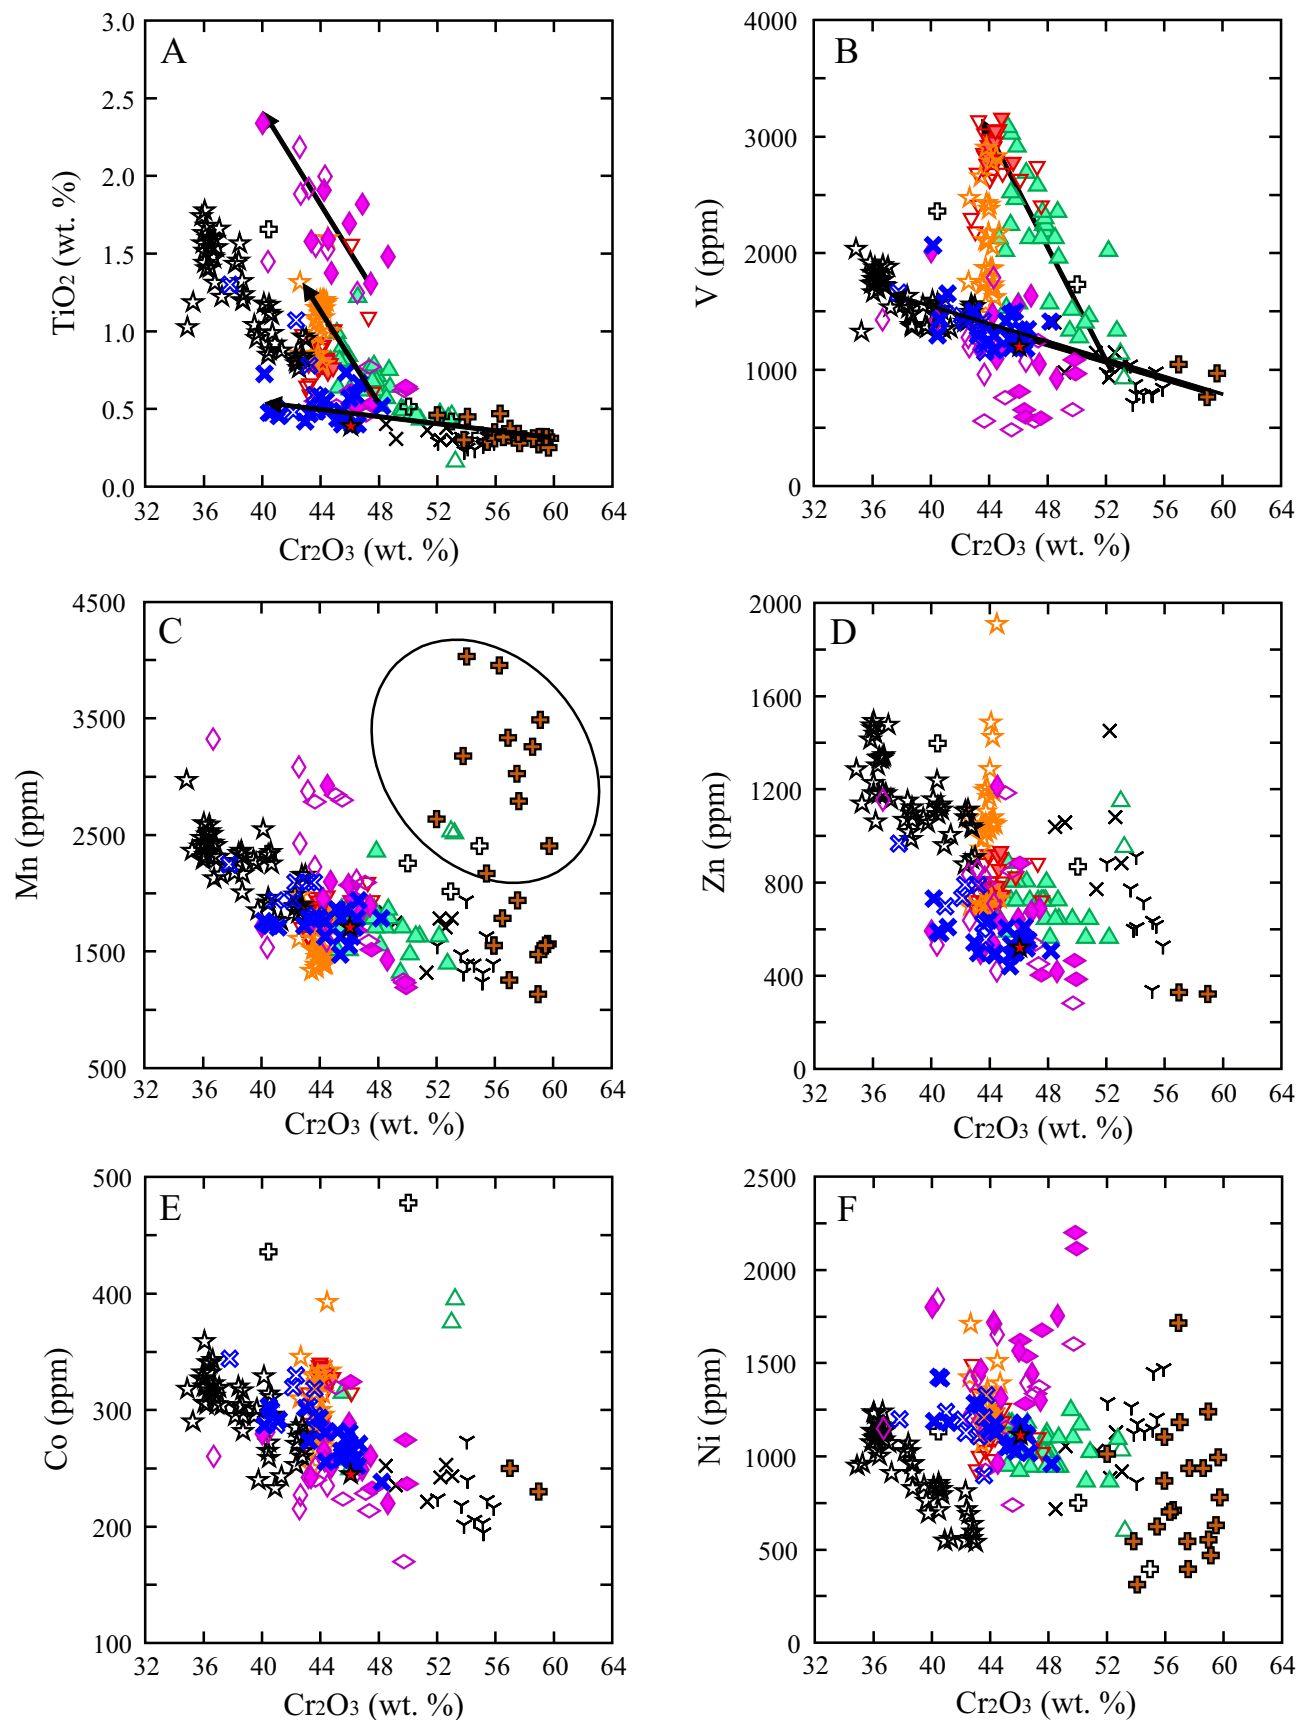 A
TiO2 (wt. %)
3.0
2.5
2.0
1.5
1.0
0.5
0.0
32 36 40 44 48 52 56 60 64
Cr2O3 (wt. %)
B
V (ppm)
4000
3000
2000
1000
0
32 36 40 44 48 52 56 60 64
Cr2O3 (wt. %)
C
Mn (ppm)
4500
3500
2500
1500
500
32 36 40 44 48 52 56 60 64
Cr2O3 (wt. %)
D
Zn (ppm)
2000
1600
1200
800
400
0
32 36 40 44 48 52 56 60 64
Cr2O3 (wt. %)
E
Co (ppm)
500
400
300
200
100
32 36 40 44 48 52 56 60 64
Cr2O3 (wt. %)
F
Ni (ppm)
2500
2000
1500
1000
500
0
32 36 40 44 48 52 56 60 64
Cr2O3 (wt. %)